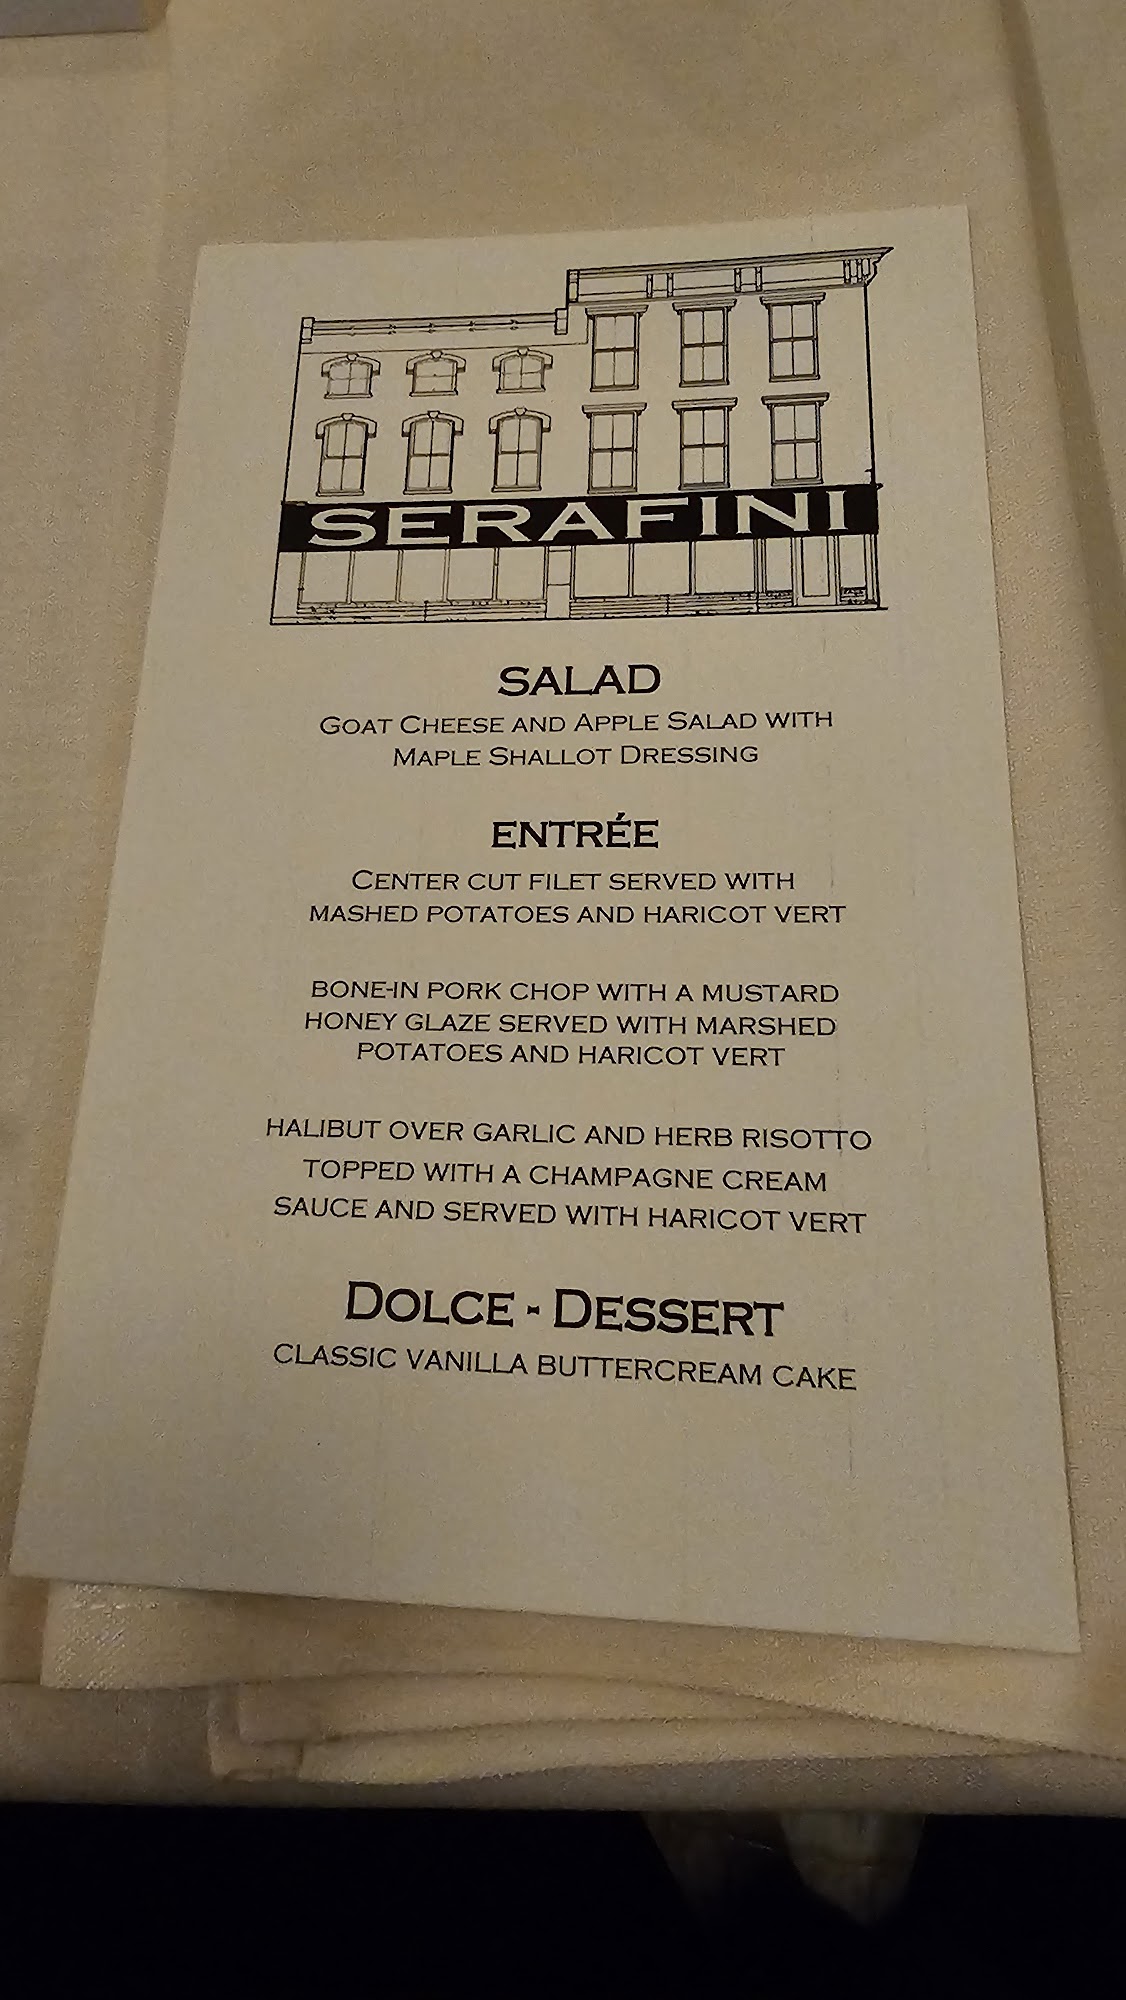 SERAFINI
SALAD
GOAT CHEESE AND APPLE SALAD WITH
MAPLE SHALLOT DRESSING
ENTRÉE
CENTER CUT FILET SERVED WITH
MASHED POTATOES AND HARICOT VERT
BONE-IN PORK CHOP WITH A MUSTARD
HONEY GLAZE SERVED WITH MARSHED
POTATOES AND HARICOT VERT
HALIBUT OVER GARLIC AND HERB RISOTTO
TOPPED WITH A CHAMPAGNE CREAM
SAUCE AND SERVED WITH HARICOT VERT
DOLCE - DESSERT
CLASSIC VANILLA BUTTERCREAM CAKE